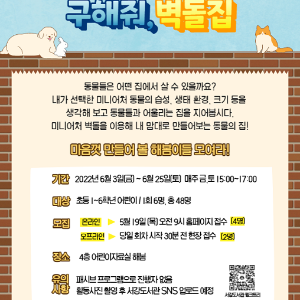 구해줘, 벽돌집
동물들은 어떤 집에서 살 수 있을까요?
내가 선택한 미니어처 동물의 습성, 생태 환경, 크기 등을
생각해 보고 동물들과 어울리는 집을 지어봅시다.
미니어처 벽돌을 이용해 내 맘대로 만들어보는 동물의 집!
마음껏 만들어 볼 해봄이들 모여라!
기간 2022년 6월 3일(금) ~ 6월 25일(토) 매주 금,토 15:00~17:00
대상 초등 1~6학년 어린이 / 1회 6명, 총 48명
모집 온라인 ▶ 5월 19일(목) 오전 9시 홈페이지 접수 (4명)
오프라인 ▶ 당일 회차 시작 30분 전 현장 접수 (2명)
장소 4층 어린이자료실 해봄
유의사항 패시브 프로그램으로 진행자 없음
활동사진 촬영 후 서강도서관 SNS 업로드 예정